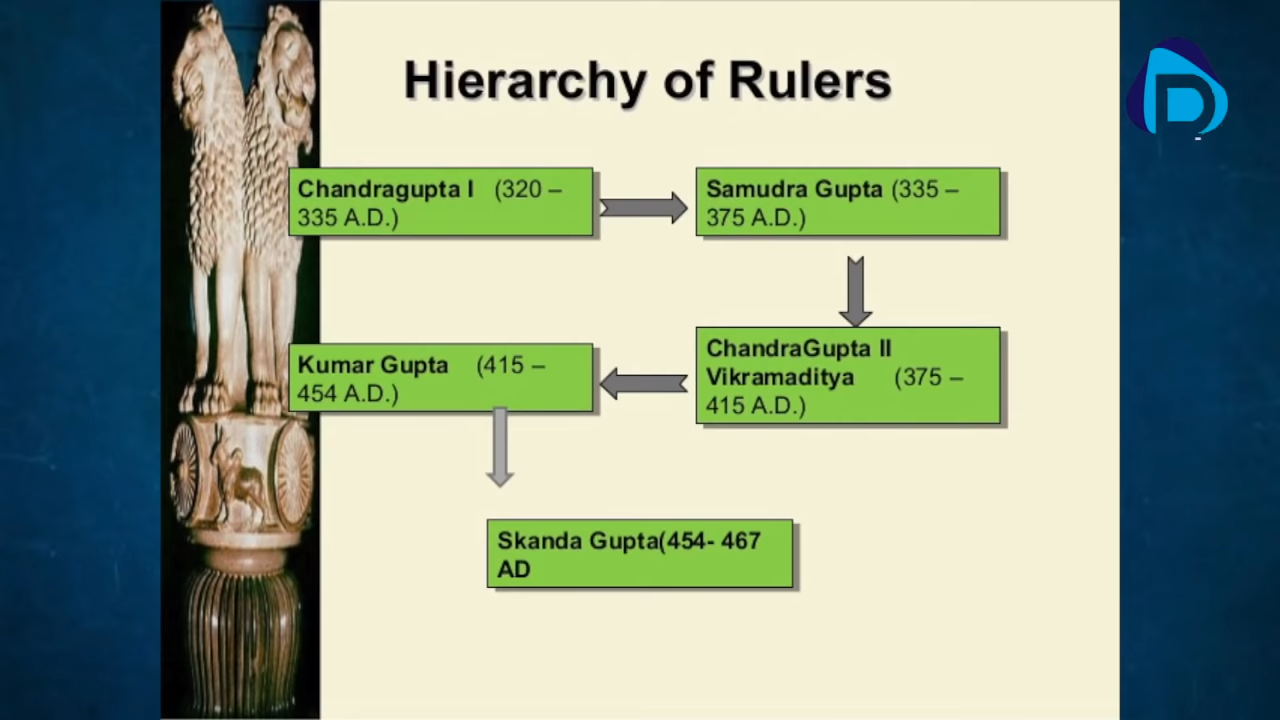 Hierarchy of Rulers
Chandragupta I (320 –
335 A.D.)
Samudra Gupta (335 –
375 A.D.)
ChandraGupta II
Vikramaditya (375 –
415 A.D.)
Kumar Gupta (415 –
454 A.D.)
Skanda Gupta(454- 467
AD